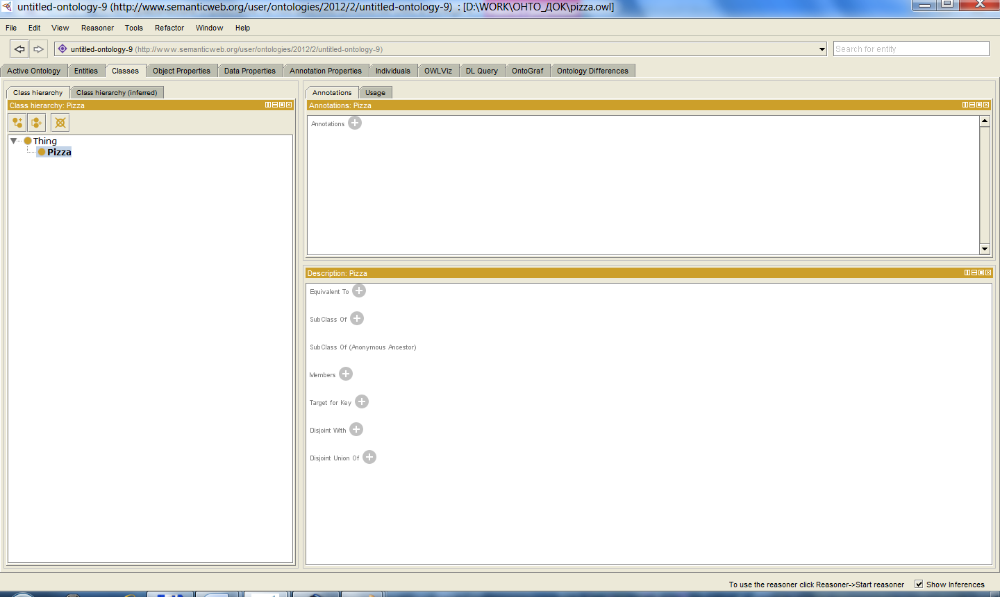 untitled-ontology-9 (http://www.semanticweb.org/user/ontologies/2012/2/untitled-ontology-9) : [D:\WORK\ОНТО_ДОК\pizza.owl]
File Edit View Reasoner Tools Refactor Window Help
untitled-ontology-9 (http://www.semanticweb.org/user/ontologies/2012/2/untitled-ontology-9)
Search for entity
Active Ontology Entities Classes Object Properties Data Properties Annotation Properties Individuals OWLViz DL Query OntoGraf Ontology Differences
Class hierarchy Class hierarchy (inferred)
Class hierarchy: Pizza
Thing
Pizza
Annotations Usage
Annotations: Pizza
Annotations
Description: Pizza
Equivalent To
SubClass Of
SubClass Of (Anonymous Ancestor)
Members
Target for Key
Disjoint With
Disjoint Union Of
To use the reasoner click Reasoner->Start reasoner Show Inferences